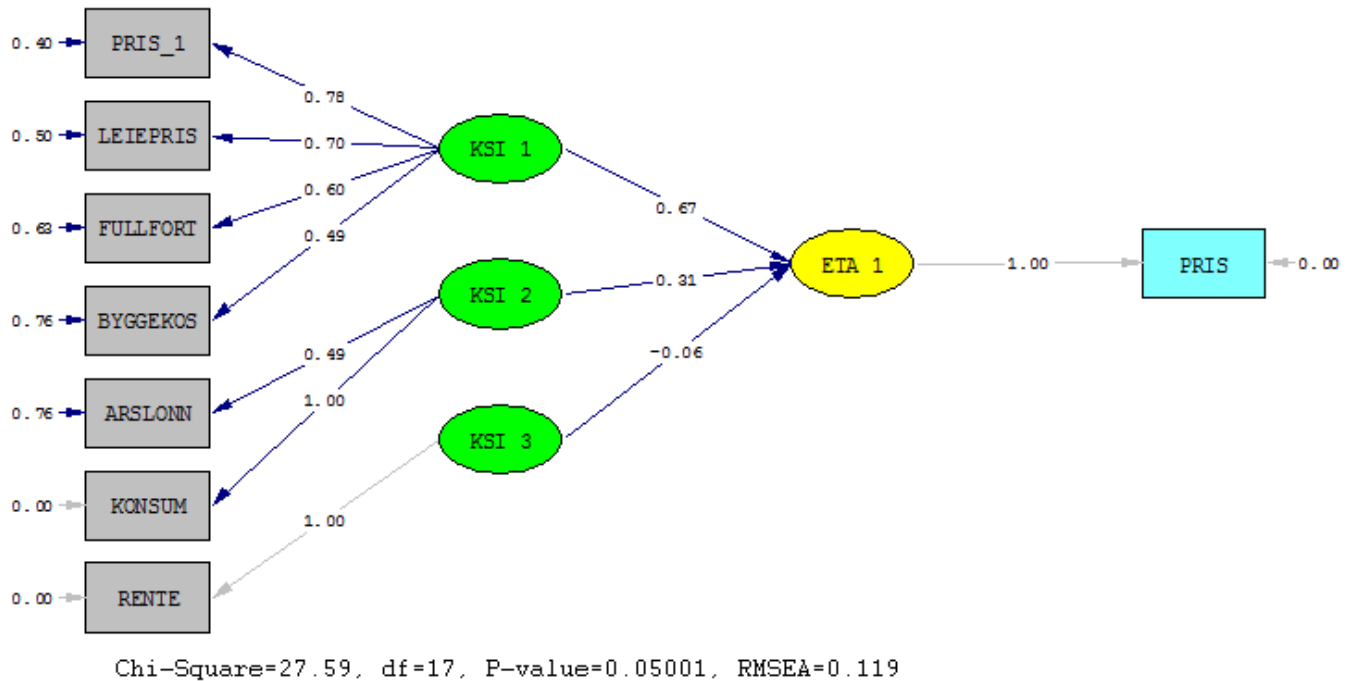 0.40 PRIS_1
0.78
0.50 LEIEPRIS 0.70 KSI 1
0.60
0.67
0.63 FULLFORT
0.49
ETA 1 1.00 PRIS 0.00
KSI 2 0.31
0.76 BYGGEKOS
0.49
-0.06
0.76 ARSLONN
1.00
KSI 3
0.00 KONSUM
1.00
0.00 RENTE
Chi-Square=27.59, df=17, P-value=0.05001, RMSEA=0.119